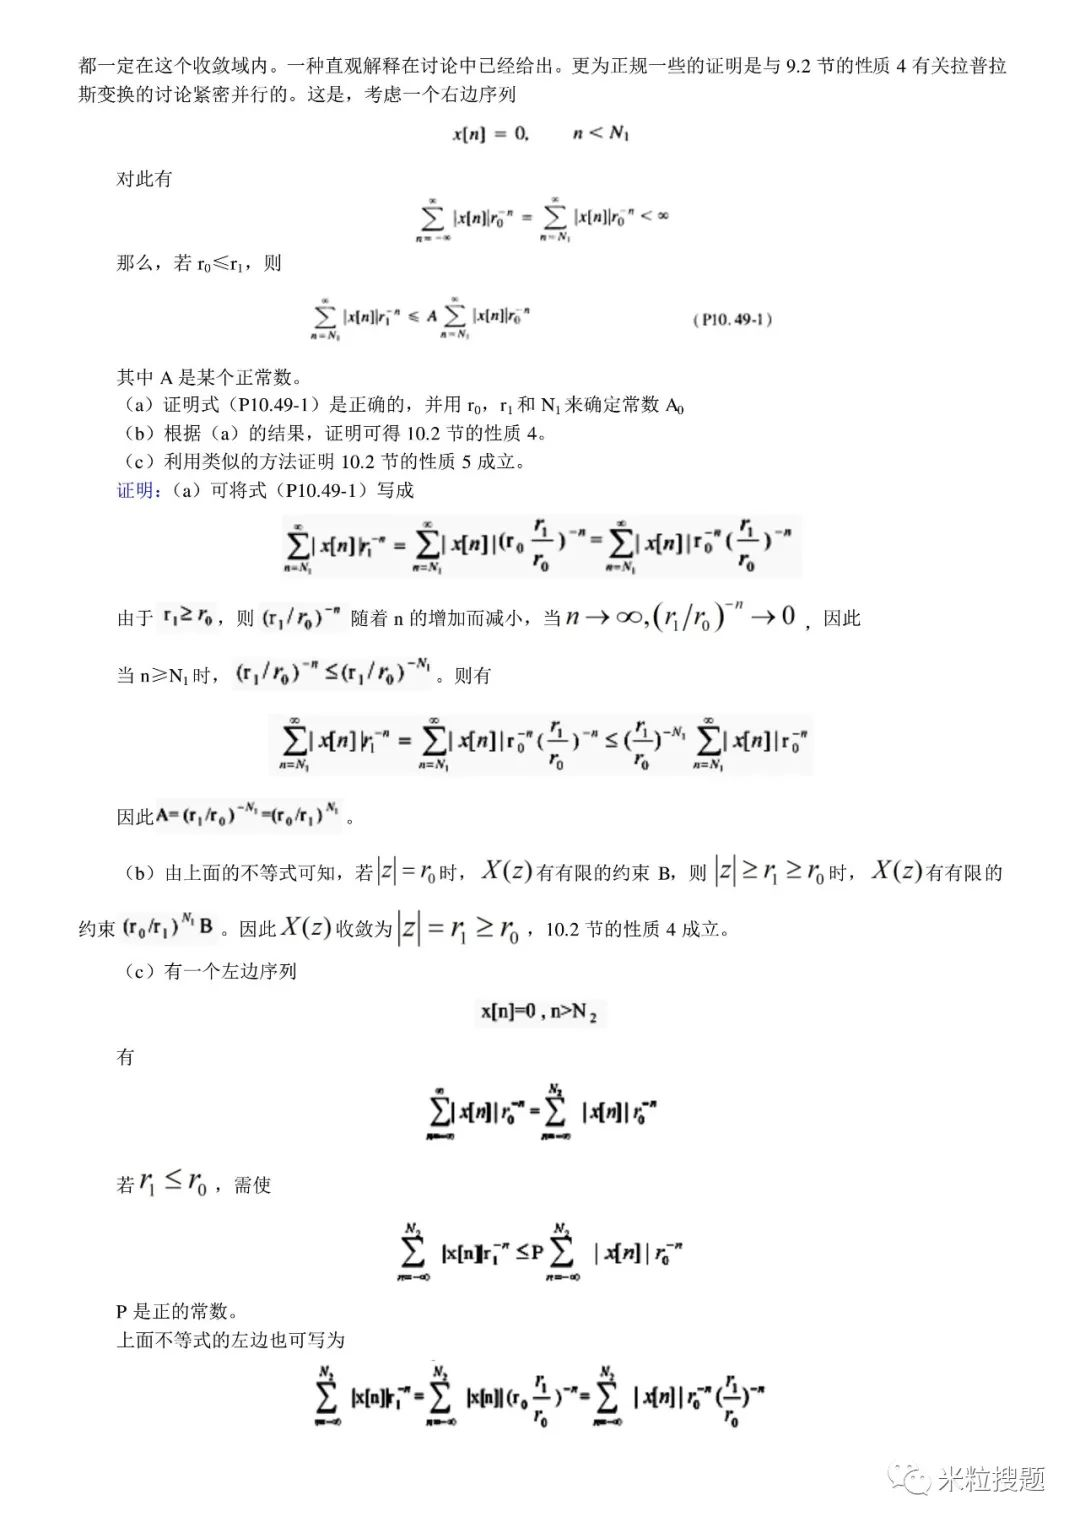 都一定在这个收敛域内。一种直观解释在讨论中已经给出。更为正规一些的证明是与 9.2 节的性质 4 有关拉普拉
斯变换的讨论紧密并行的。这是，考虑一个右边序列
x[n] = 0, n < N₁
对此有
∑_{n=-∞}^{∞} |x[n]|r₀^{-n} = ∑_{n=N₁}^{∞} |x[n]|r₀^{-n} < ∞
那么，若 r₀≤r₁，则
∑_{n=N₁}^{∞} |x[n]|r₁^{-n} ≤ A ∑_{n=N₁}^{∞} |x[n]|r₀^{-n} (P10.49-1)
其中 A 是某个正常数。
（a）证明式（P10.49-1）是正确的，并用 r₀，r₁ 和 N₁ 来确定常数 A₀
（b）根据（a）的结果，证明可得 10.2 节的性质 4。
（c）利用类似的方法证明 10.2 节的性质 5 成立。
证明:（a）可将式（P10.49-1）写成
∑_{n=N₁}^{∞} |x[n]|r₁^{-n} = ∑_{n=N₁}^{∞} |x[n]|(r₀ r₁/r₀)^{-n} = ∑_{n=N₁}^{∞} |x[n]|r₀^{-n}(r₁/r₀)^{-n}
由于 r₁≥r₀，则 (r₁/r₀)^{-n} 随着 n 的增加而减小，当 n→∞,(r₁/r₀)^{-n}→0，因此
当 n≥N₁ 时，(r₁/r₀)^{-n} ≤(r₁/r₀)^{-N₁}。则有
∑_{n=N₁}^{∞} |x[n]|r₁^{-n} = ∑_{n=N₁}^{∞} |x[n]|r₀^{-n}(r₁/r₀)^{-n} ≤ (r₁/r₀)^{-N₁} ∑_{n=N₁}^{∞} |x[n]|r₀^{-n}
因此A=(r₁/r₀)^{-N₁}=(r₀/r₁)^{N₁}。
（b）由上面的不等式可知，若|z|=r₀时，X(z)有有限的约束 B，则|z|≥r₁≥r₀时，X(z)有有限的
约束 (r₀/r₁)^{N₁} B。因此X(z)收敛为|z|=r₁≥r₀，10.2 节的性质 4 成立。
（c）有一个左边序列
x[n]=0 , n>N₂
有
∑_{n=-∞}^{∞} |x[n]|r₀^{-n} = ∑_{n=-∞}^{N₂} |x[n]|r₀^{-n}
若r₁≤r₀，需使
∑_{n=-∞}^{N₂} |x[n]|r₁^{-n} ≤P ∑_{n=-∞}^{N₂} |x[n]|r₀^{-n}
P 是正的常数。
上面不等式的左边也可写为
∑_{n=-∞}^{N₂} |x[n]|r₁^{-n} = ∑_{n=-∞}^{N₂} |x[n]|(r₀ r₁/r₀)^{-n} = ∑_{n=-∞}^{N₂} |x[n]|r₀^{-n}(r₁/r₀)^{-n}
米粒搜题